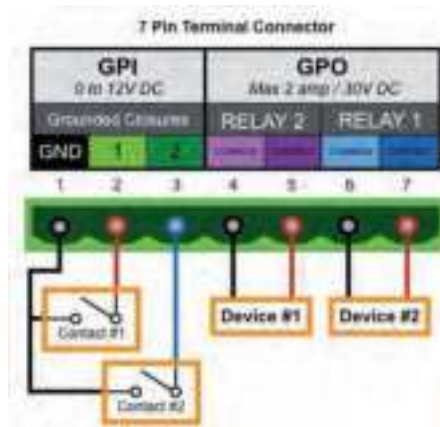 7 Pin Terminal Connector
GPI GPO
0 to 12V DC Max 2 amp / 30V DC
Grounded Closures RELAY 2 RELAY 1
GND 1 2
1 2 3 4 5 6 7
Contact #1
Device #1 Device #2
Contact #2